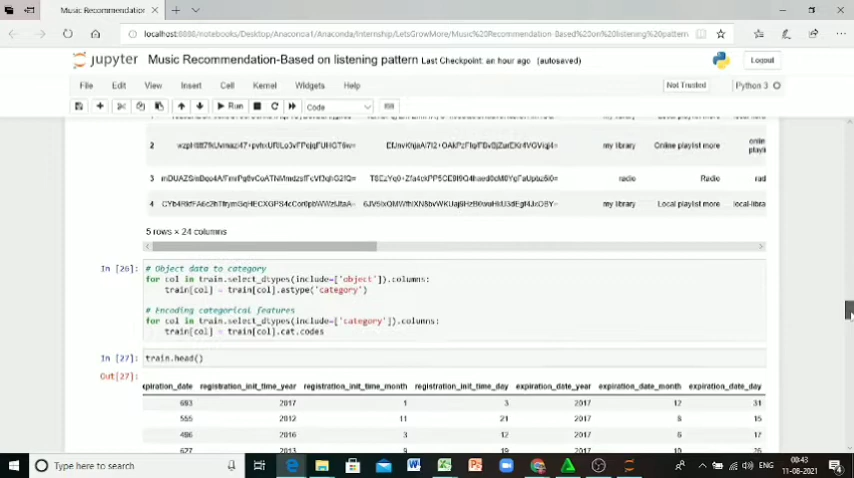 Music Recommendation
localhost:8888/notebooks/Desktop/Anaconda1/Anaconda/Internship/LetsGrowMore/Music%20Recommendation-Based%20on%20listening%20pattern
jupyter Music Recommendation-Based on listening pattern Last Checkpoint: an hour ago (autosaved) Logout
File Edit View Insert Cell Kernel Widgets Help Not Trusted Python 3
Run Code
2 my library Online playlist more
3 radio Radio
4 my library Local playlist more
5 rows × 24 columns
In [26]: # Object data to category
for col in train.select_dtypes(include=['object']).columns:
train[col] = train[col].astype('category')
# Encoding categorical features
for col in train.select_dtypes(include=['category']).columns:
train[col] = train[col].cat.codes
In [27]: train.head()
Out[27]:
expiration_date registration_init_time_year registration_init_time_month registration_init_time_day expiration_date_year expiration_date_month expiration_date_day
693 2017 1 3 2017 12 31
555 2012 11 21 2017 15
2016 3 12 2017
Type here to search
ENG
00:43
11-08-2021